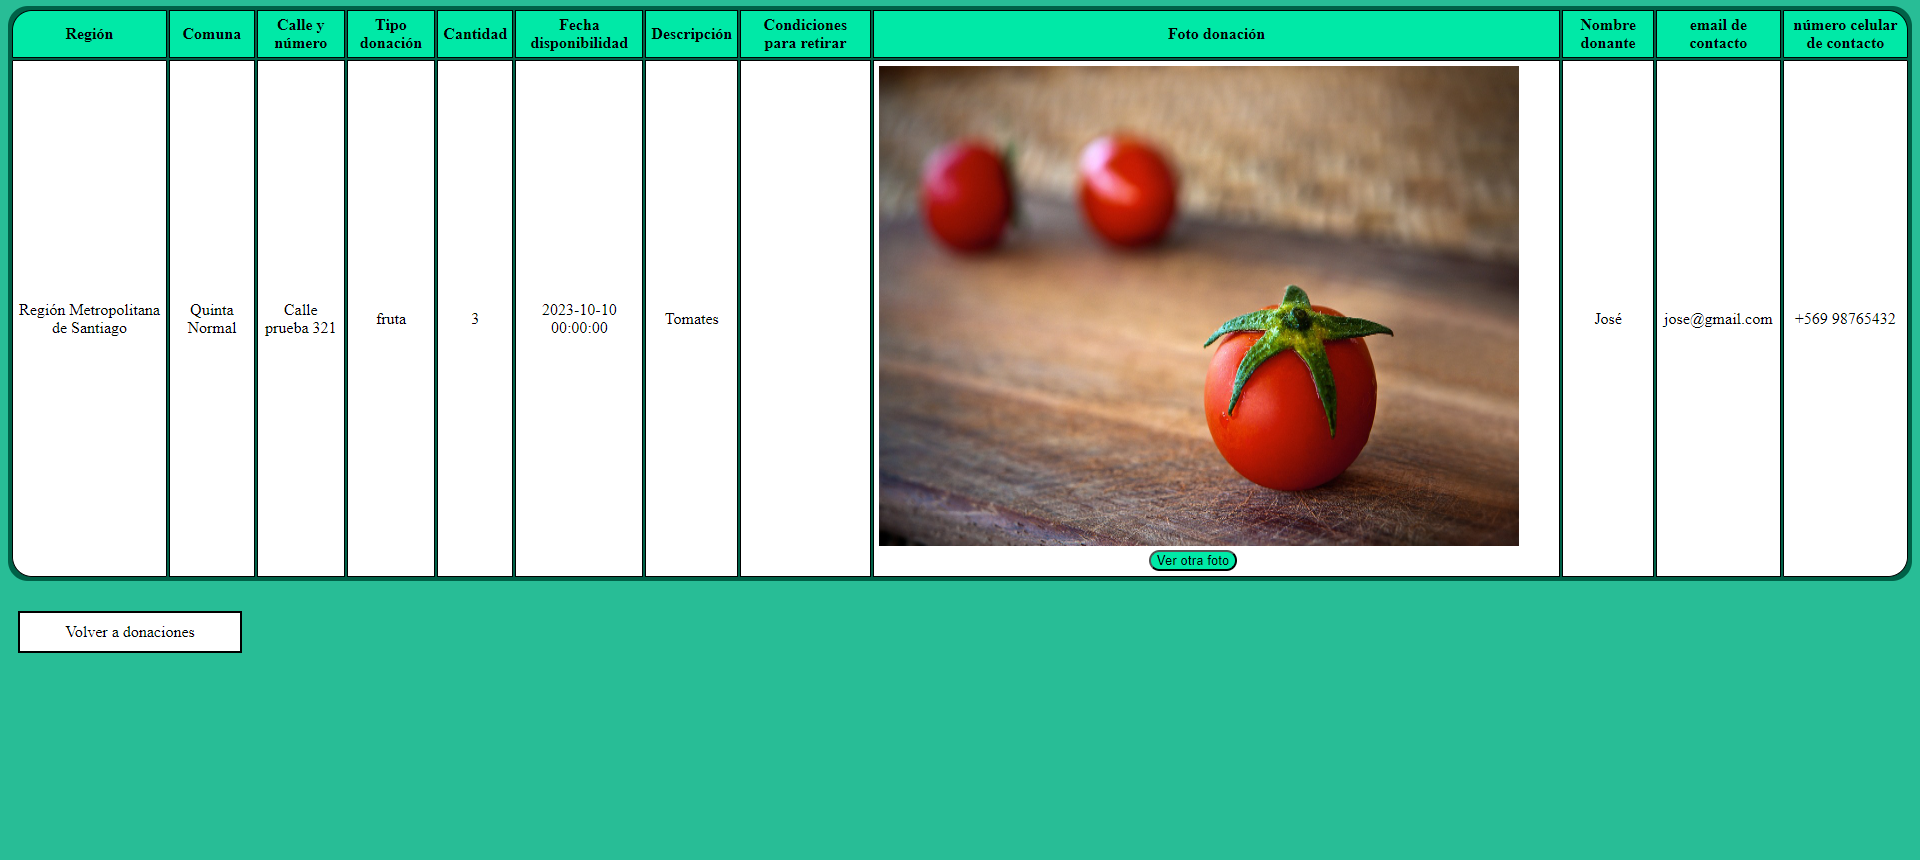 Región
Comuna
Calle y
número
Tipo
donación
Cantidad
Fecha
disponibilidad
Descripción
Condiciones
para retirar
Foto donación
Nombre
donante
email de
contacto
número celular
de contacto
Región Metropolitana
de Santiago
Quinta
Normal
Calle
prueba 321
fruta
3
2023-10-10
00:00:00
Tomates
José
jose@gmail.com
+569 98765432
Ver otra foto
Volver a donaciones